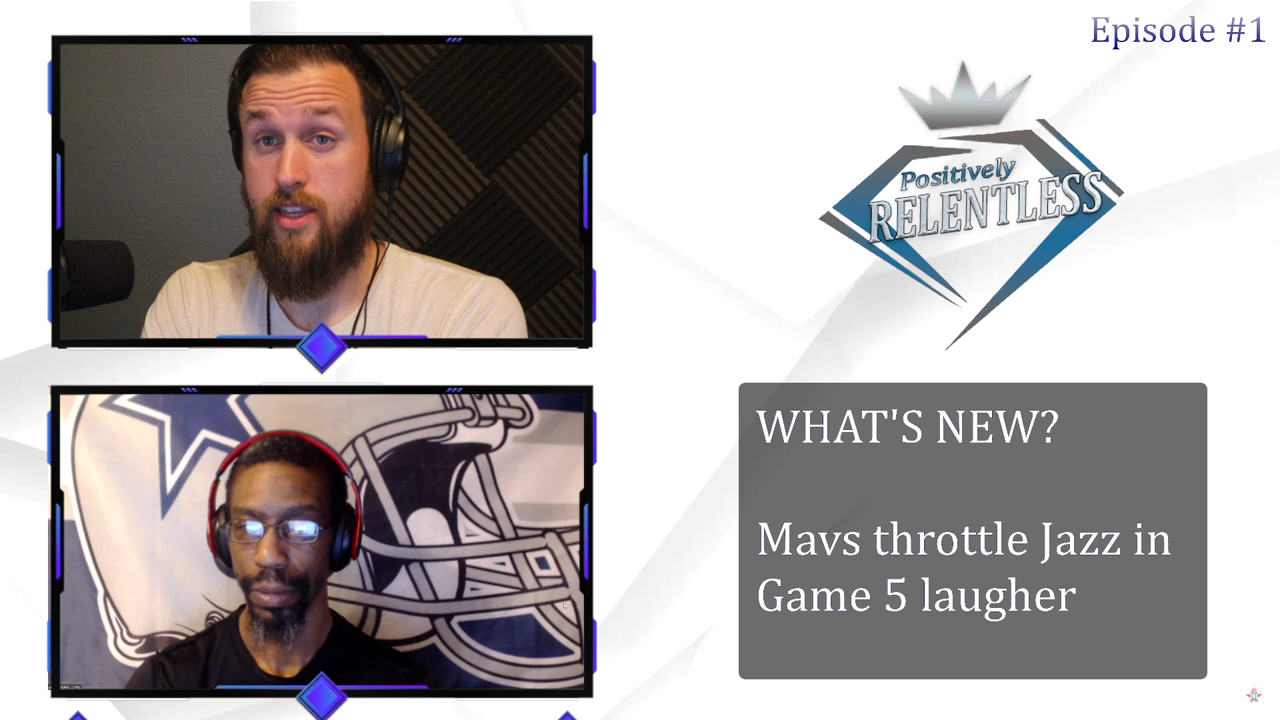 Episode #1
Positively
RELENTLESS
WHAT'S NEW?
Mavs throttle Jazz in
Game 5 laugher